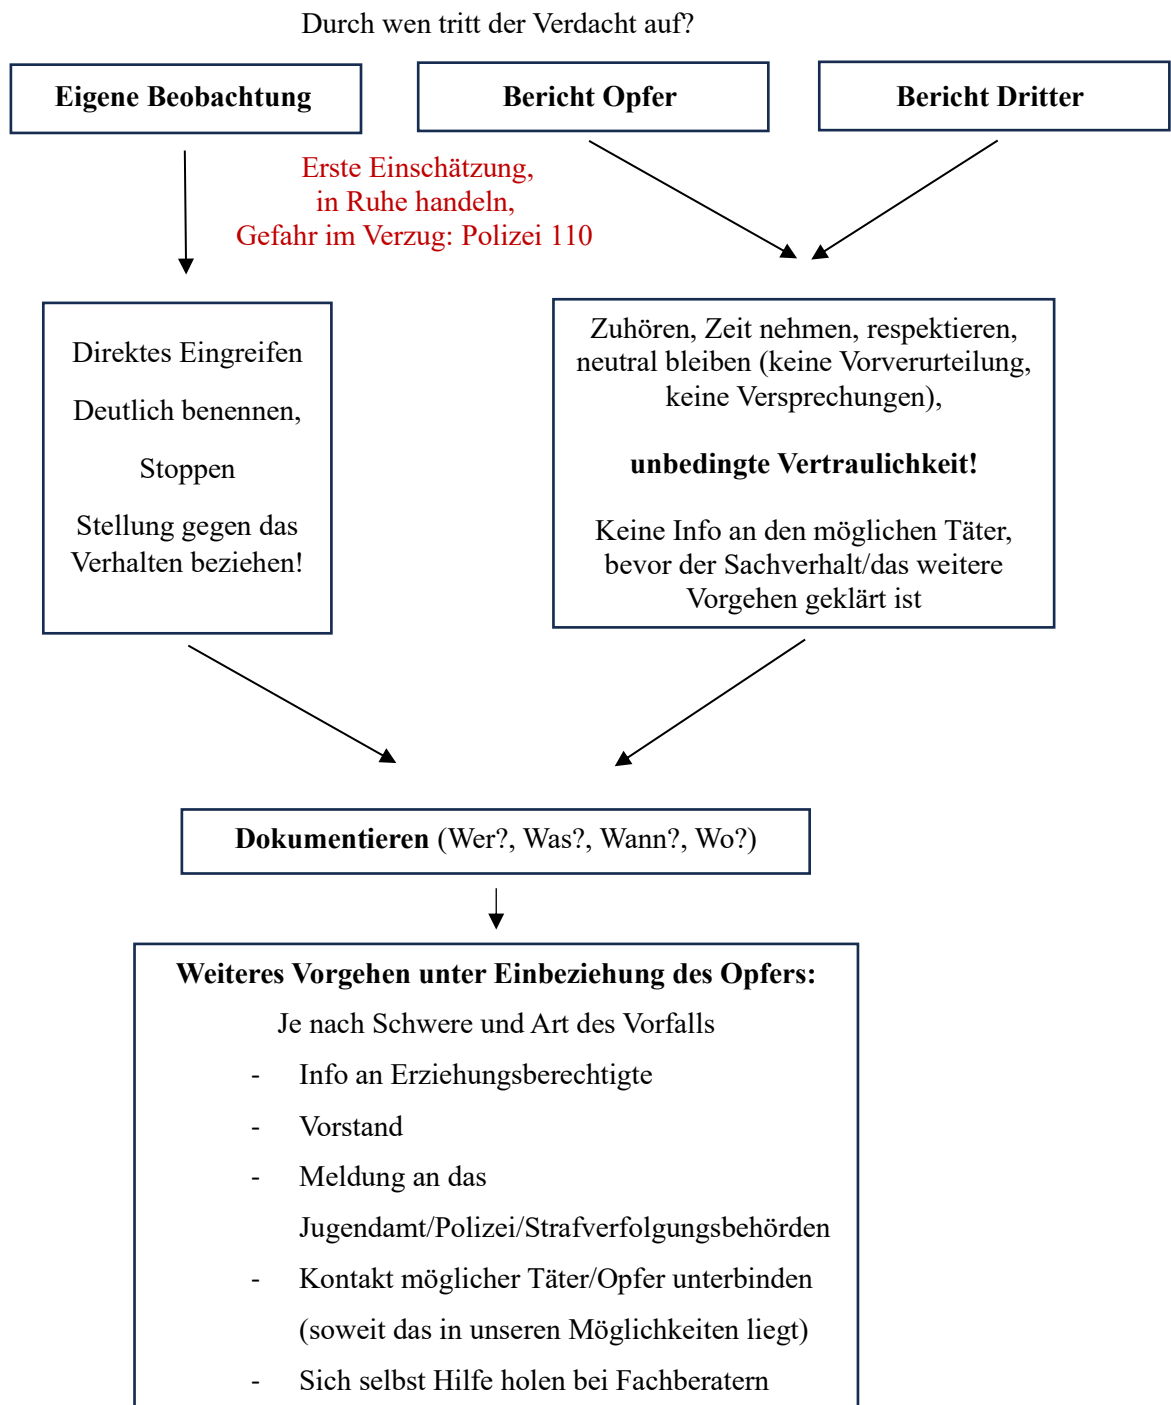 Durch wen tritt der Verdacht auf?
Eigene Beobachtung
Bericht Opfer
Bericht Dritter
Erste Einschätzung,
in Ruhe handeln,
Gefahr im Verzug: Polizei 110
Direktes Eingreifen
Deutlich benennen,
Stoppen
Stellung gegen das
Verhalten beziehen!
Zuhören, Zeit nehmen, respektieren,
neutral bleiben (keine Vorverurteilung,
keine Versprechungen),
unbedingte Vertraulichkeit!
Keine Info an den möglichen Täter,
bevor der Sachverhalt/das weitere
Vorgehen geklärt ist
Dokumentieren (Wer?, Was?, Wann?, Wo?)
Weiteres Vorgehen unter Einbeziehung des Opfers:
Je nach Schwere und Art des Vorfalls
- Info an Erziehungsberechtigte
- Vorstand
- Meldung an das
Jugendamt/Polizei/Strafverfolgungsbehörden
- Kontakt möglicher Täter/Opfer unterbinden
(soweit das in unseren Möglichkeiten liegt)
- Sich selbst Hilfe holen bei Fachberatern